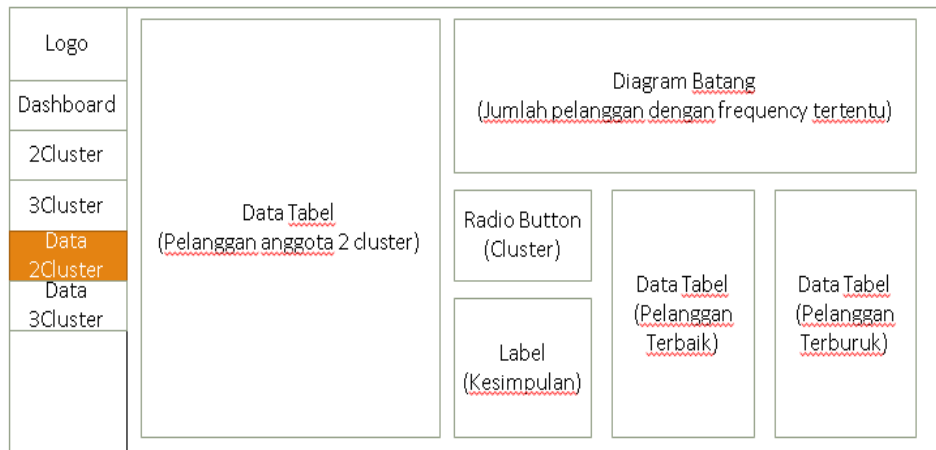 Logo
Dashboard
2Cluster
3Cluster
Data
2Cluster
Data
3Cluster
Data Tabel
(Pelanggan anggota 2 cluster)
Diagram Batang
(Jumlah pelanggan dengan frequency tertentu)
Radio Button
(Cluster)
Label
(Kesimpulan)
Data Tabel
(Pelanggan
Terbaik)
Data Tabel
(Pelanggan
Terburuk)